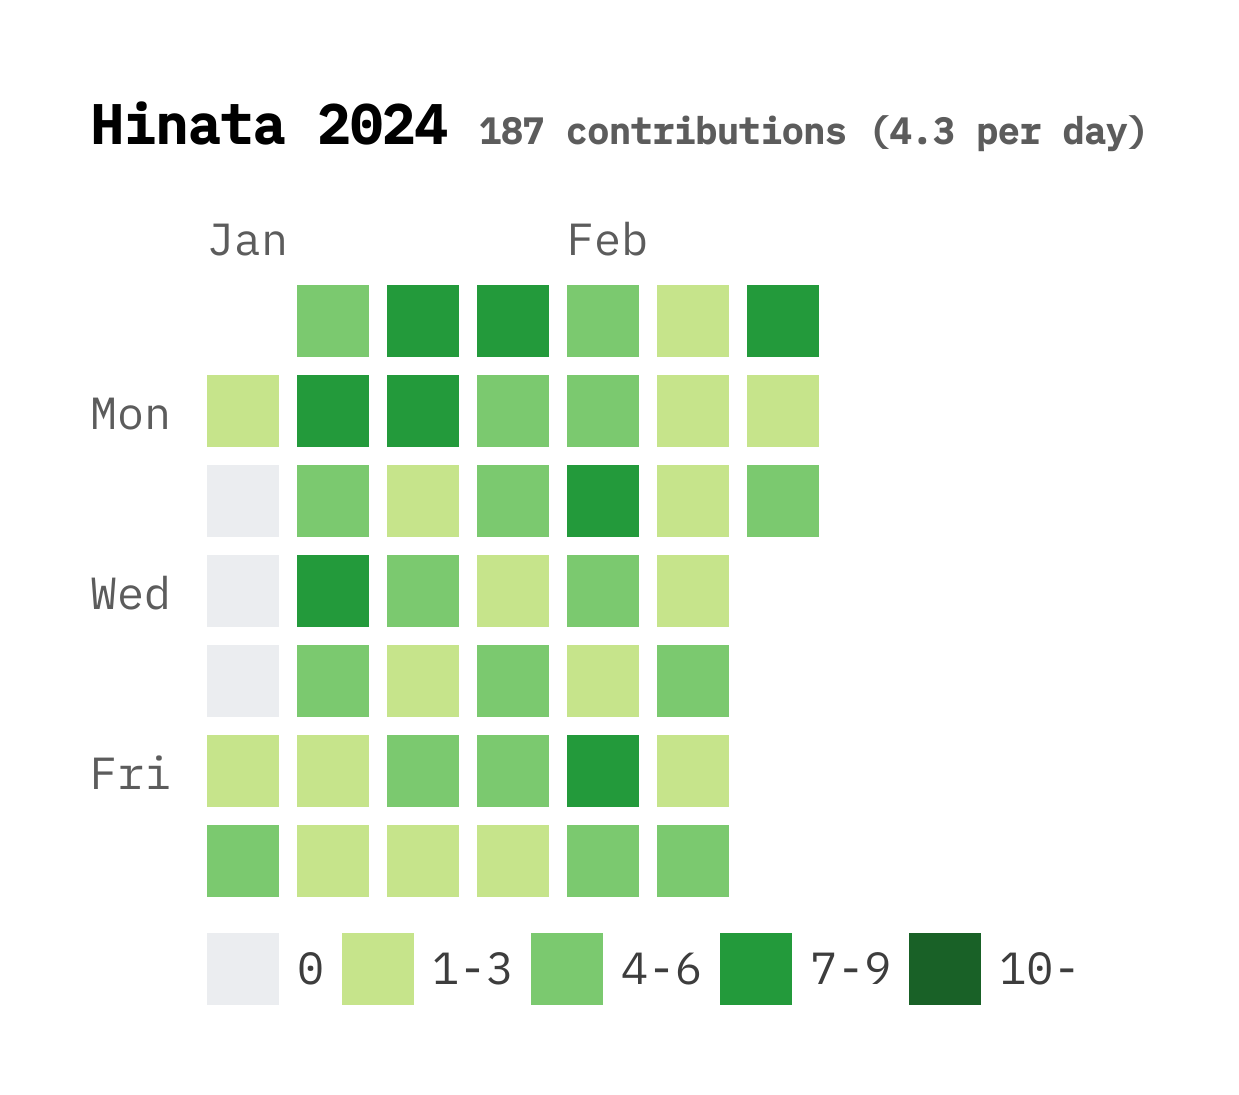 Hinata 2024 187 contributions (4.3 per day)
Jan Feb
Mon
Wed
Fri
0 1-3 4-6 7-9 10-